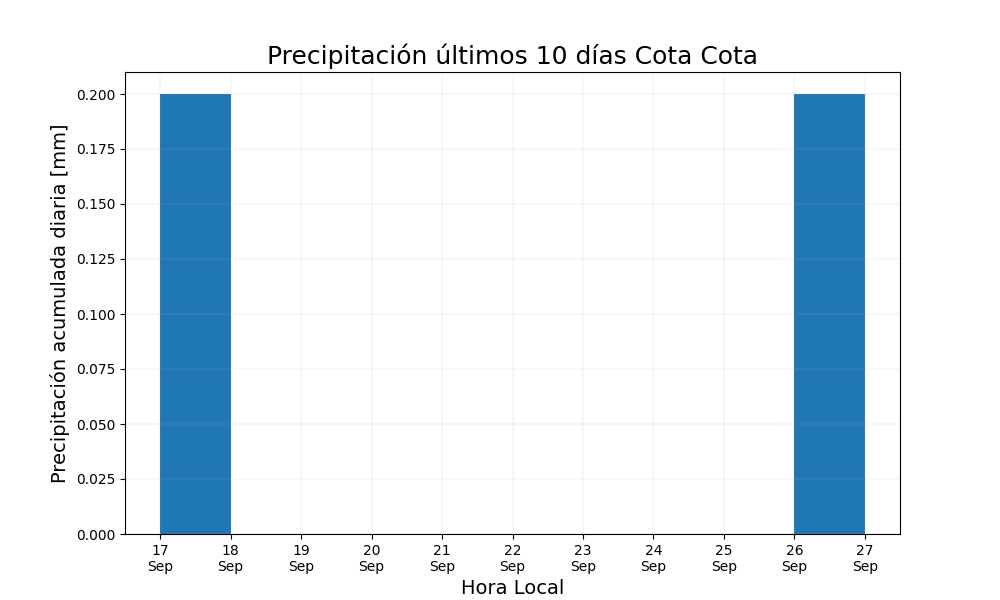 Precipitación últimos 10 días Cota Cota
Precipitación acumulada diaria [mm]
0.200
0.175
0.150
0.125
0.100
0.075
0.050
0.025
0.000
17 18 19 20 21 22 23 24 25 26 27
Sep Sep Sep Sep Sep Sep Sep Sep Sep Sep Sep
Hora Local